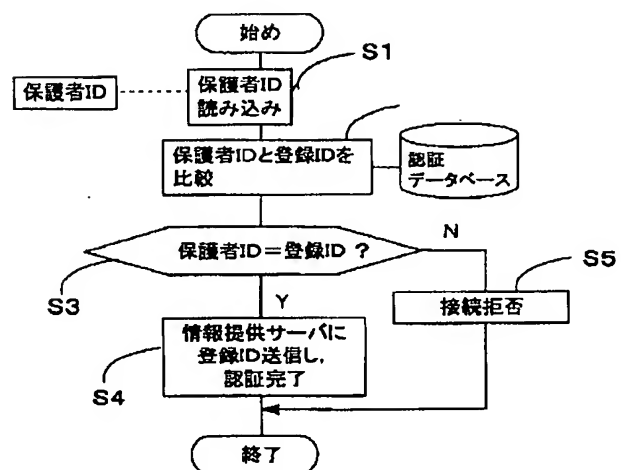 始め
S1
保護者ID
保護者ID
読み込み
保護者IDと登録IDを
比較
認証
データベース
保護者ID＝登録ID ？
N
S3
S5
Y
接続拒否
情報提供サーバに
登録ID送信し,
認証完了
S4
終了